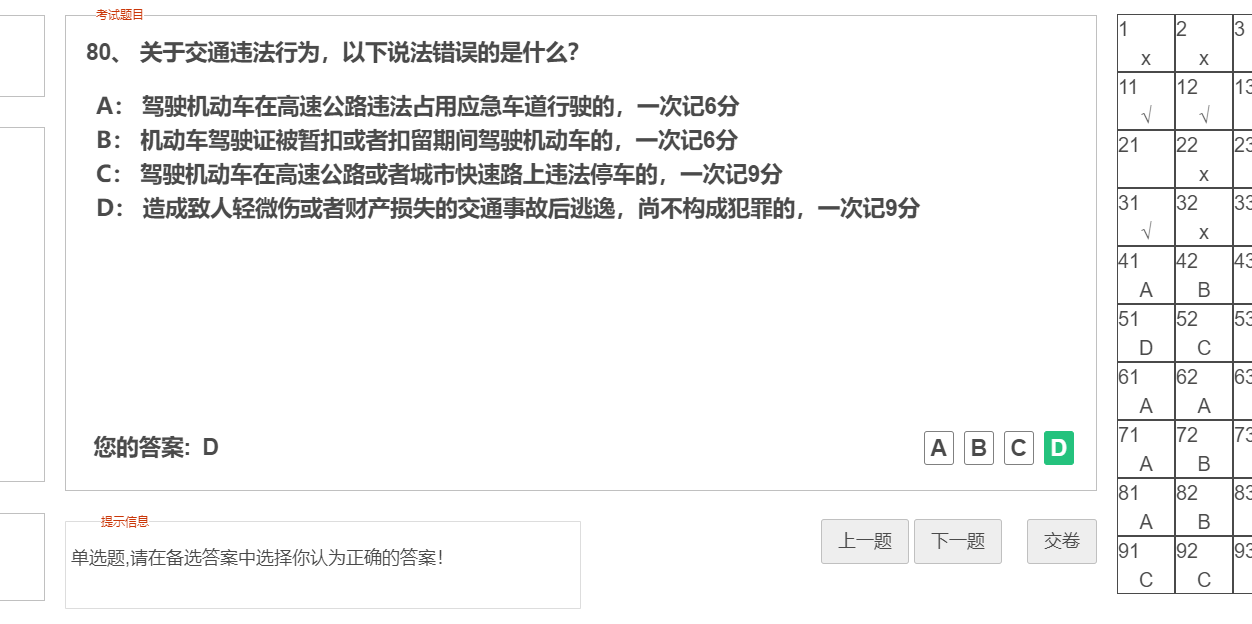 考试题目
80、 关于交通违法行为，以下说法错误的是什么？
A： 驾驶机动车在高速公路违法占用应急车道行驶的，一次记6分
B： 机动车驾驶证被暂扣或者扣留期间驾驶机动车的，一次记6分
C： 驾驶机动车在高速公路或者城市快速路上违法停车的，一次记9分
D： 造成致人轻微伤或者财产损失的交通事故后逃逸，尚不构成犯罪的，一次记9分
您的答案: D
A B C D
提示信息
单选题,请在备选答案中选择你认为正确的答案！
上一题 下一题 交卷
1 2 3
x x
11 12 13
√ √
21 22 23
x
31 32 33
√ x
41 42 43
A B
51 52 53
D C
61 62 63
A A
71 72 73
A B
81 82 83
A B
91 92 93
C C